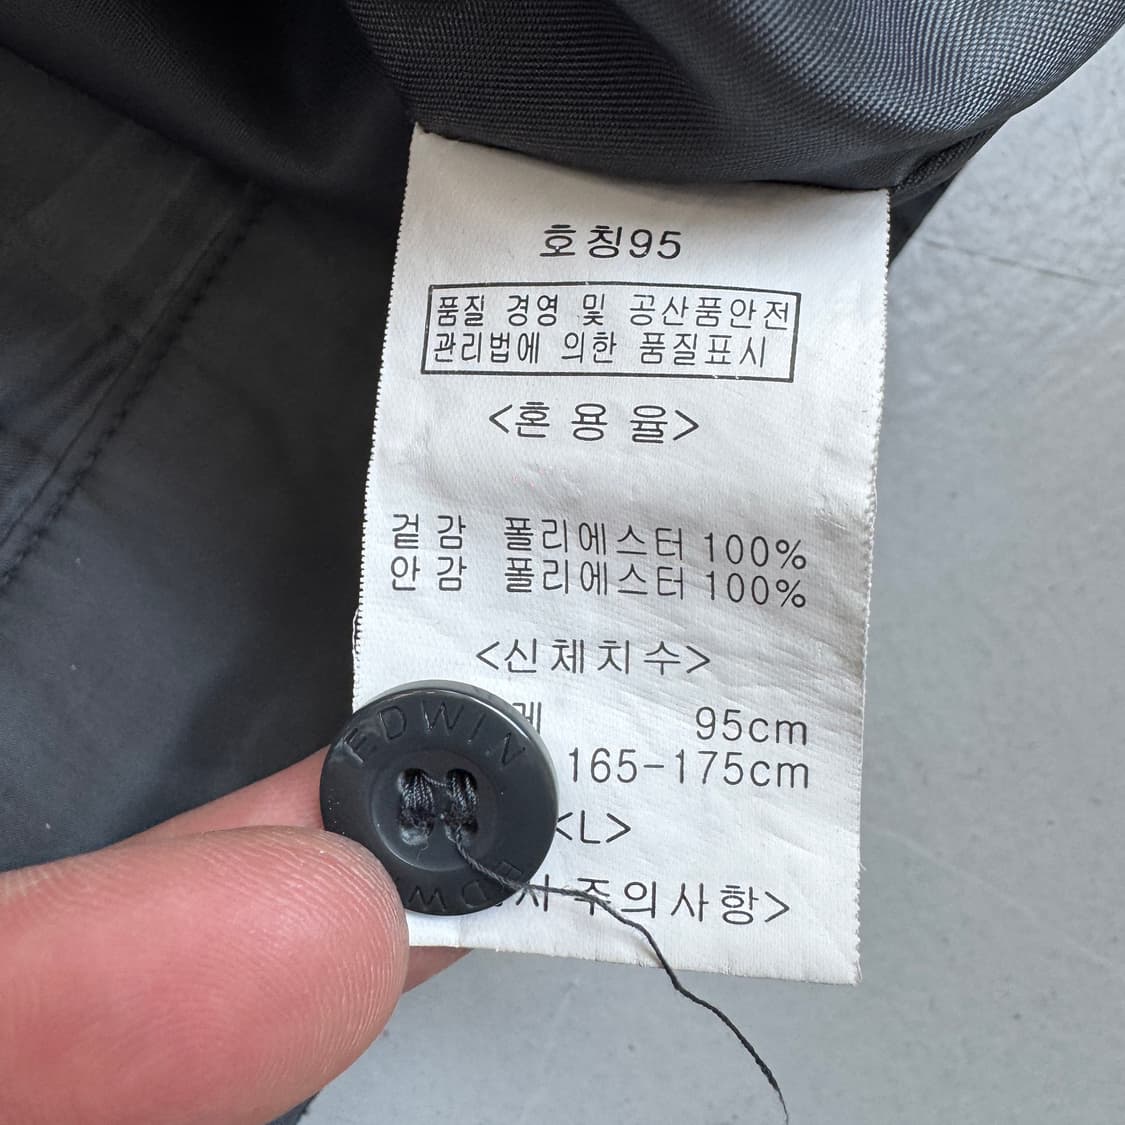 호칭95
품질 경영 및 공산품안전
관리법에 의한 품질표시
<혼용율>
겉감 폴리에스터 100%
안감 폴리에스터 100%
<신체치수>
95cm
165-175cm
<L>
주의사항>
EDWIN